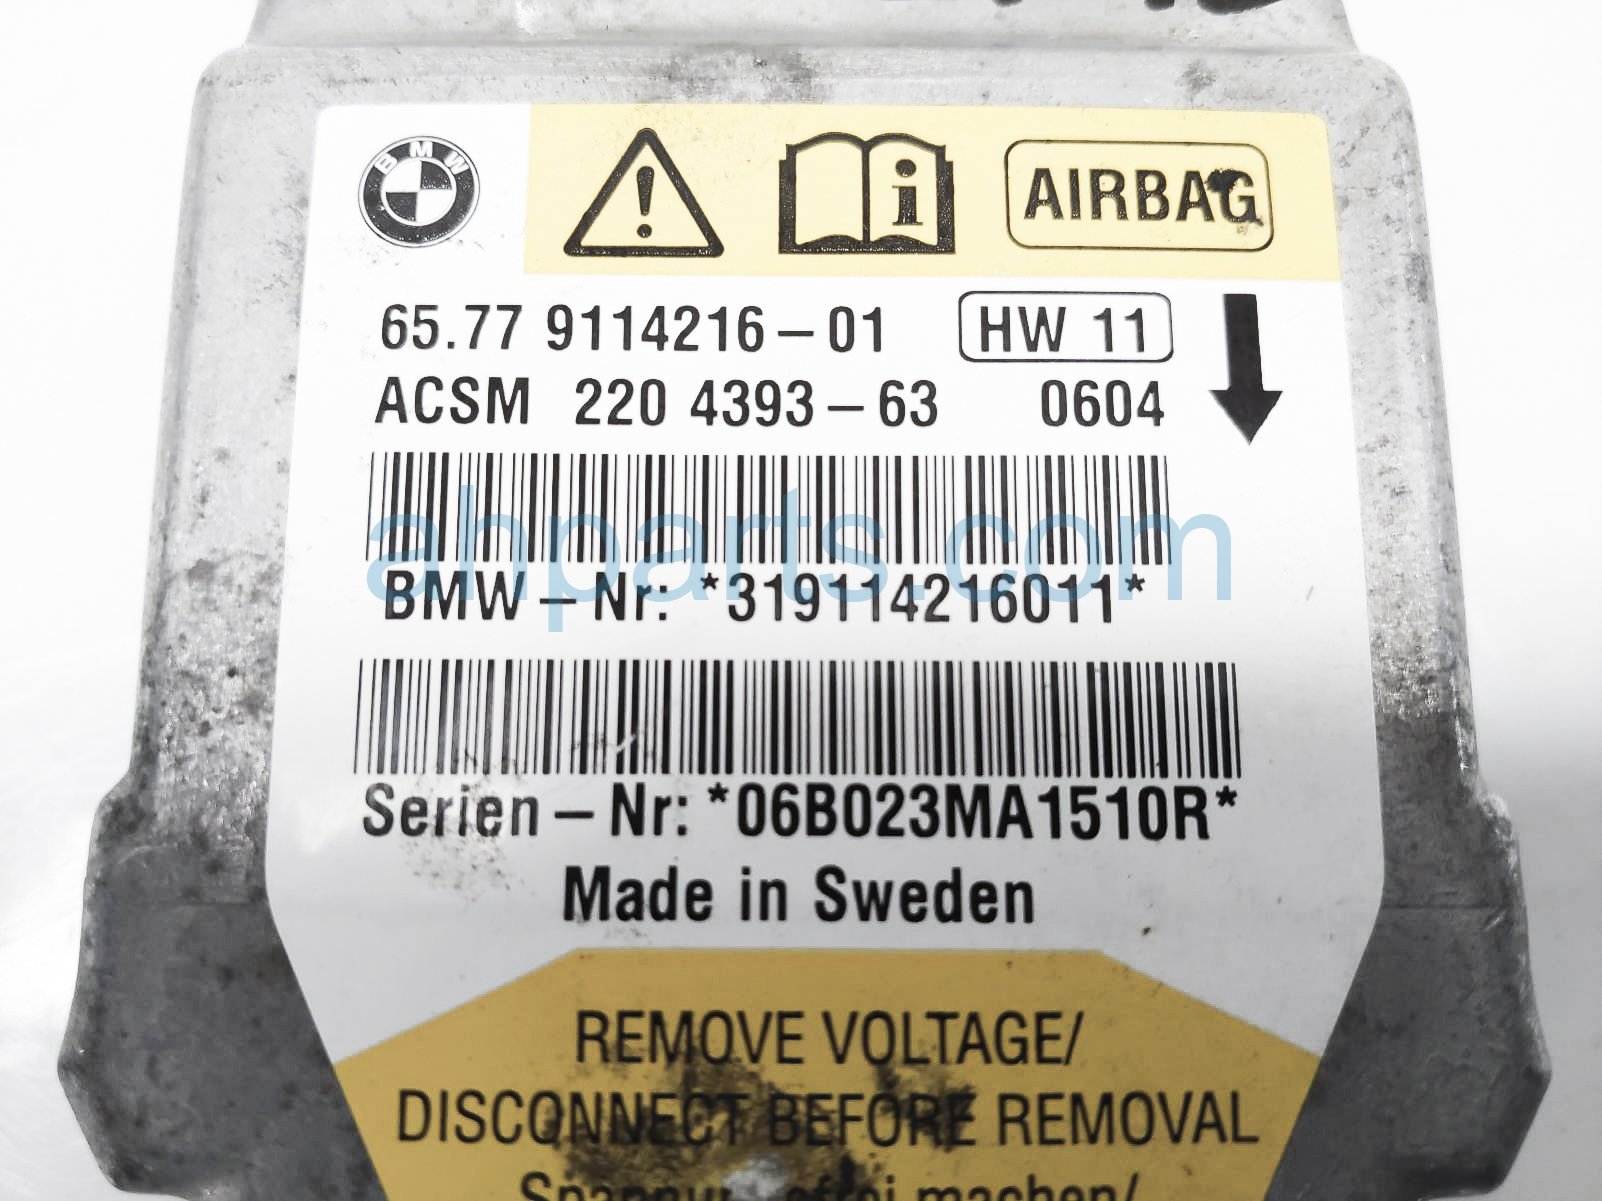 BMW
i
AIRBAG
65.77 9114216-01 HW 11
ACSM 220 4393-63 0604
ahparts.com
BMW-Nr: *319114216011*
Serien-Nr: *06B023MA1510R*
Made in Sweden
REMOVE VOLTAGE/
DISCONNECT BEFORE REMOVAL
machen/